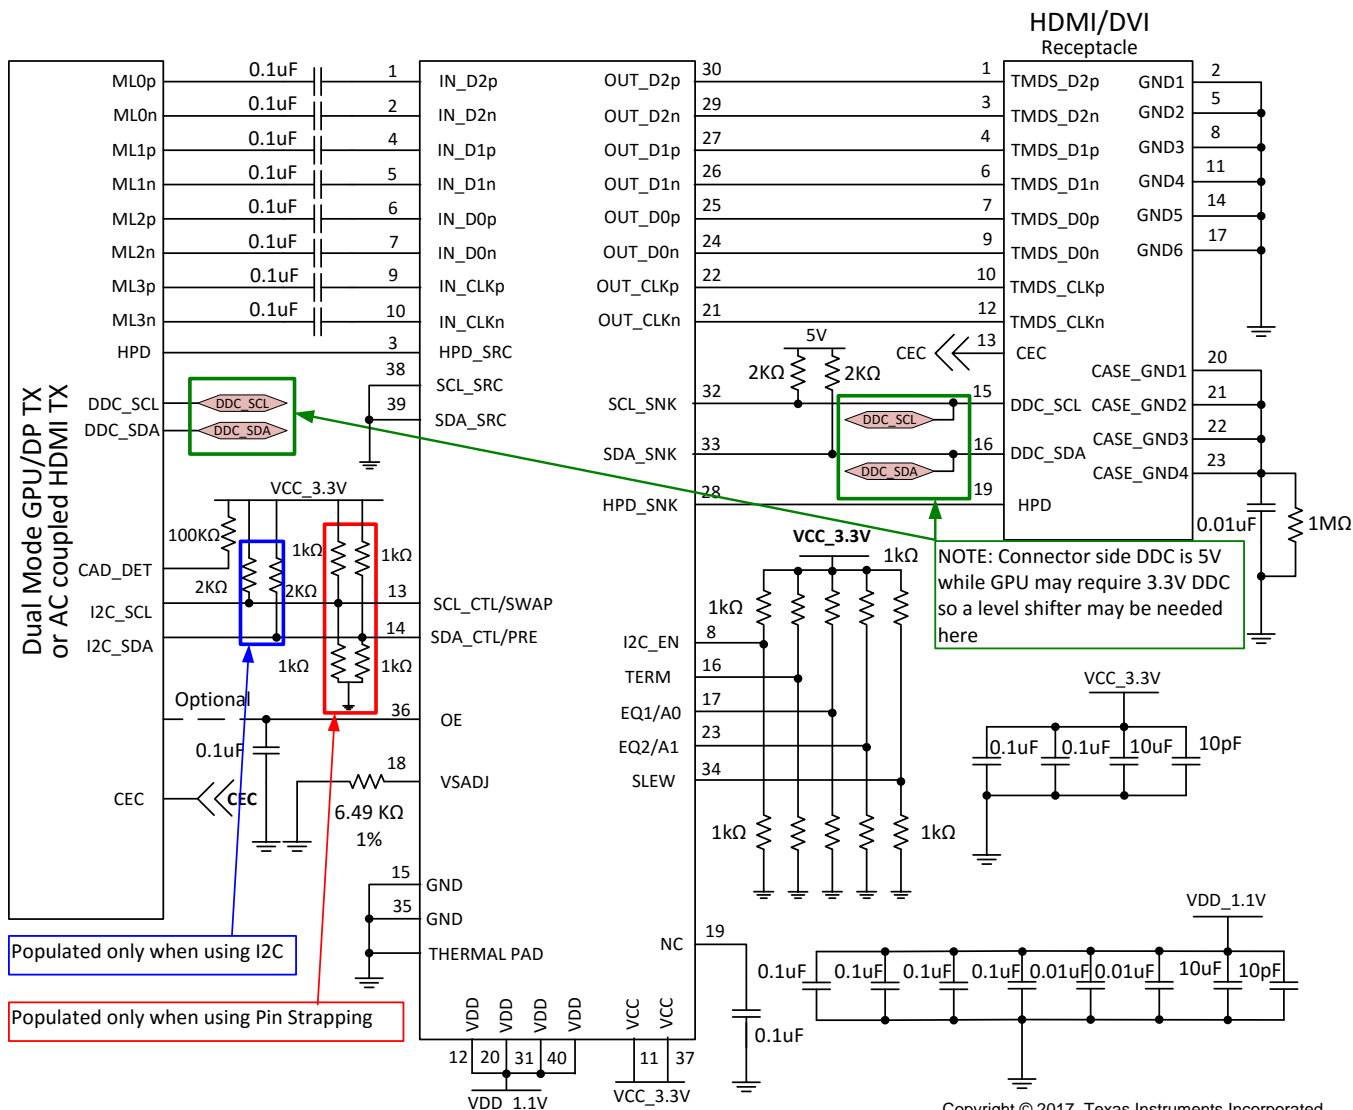 HDMI/DVI
Receptacle
Dual Mode GPU/DP TX
or AC coupled HDMI TX
ML0p 0.1uF 1 IN_D2p OUT_D2p 30 1 TMDS_D2p GND1 2
ML0n 0.1uF 2 IN_D2n OUT_D2n 29 3 TMDS_D2n GND2 5
ML1p 0.1uF 4 IN_D1p OUT_D1p 27 4 TMDS_D1p GND3 8
ML1n 0.1uF 5 IN_D1n OUT_D1n 26 6 TMDS_D1n GND4 11
ML2p 0.1uF 6 IN_D0p OUT_D0p 25 7 TMDS_D0p GND5 14
ML2n 0.1uF 7 IN_D0n OUT_D0n 24 9 TMDS_D0n GND6 17
ML3p 0.1uF 9 IN_CLKp OUT_CLKp 22 10 TMDS_CLKp
ML3n 0.1uF 10 IN_CLKn OUT_CLKn 21 12 TMDS_CLKn
HPD 3 HPD_SRC 5V CEC 13 CEC
38 SCL_SRC 2KΩ 2KΩ CASE_GND1 20
DDC_SCL DDC_SCL 39 SDA_SRC SCL_SNK 32 15 DDC_SCL CASE_GND2 21
DDC_SDA DDC_SDA DDC_SCL CASE_GND3 22
SDA_SNK 33 16 DDC_SDA CASE_GND4 23
DDC_SDA
VCC_3.3V HPD_SNK 28 19 HPD 0.01uF 1MΩ
100KΩ 1kΩ 1kΩ VCC_3.3V 1kΩ
NOTE: Connector side DDC is 5V
while GPU may require 3.3V DDC
so a level shifter may be needed
here
CAD_DET 2KΩ 2KΩ 1kΩ
I2C_SCL 13 SCL_CTL/SWAP
I2C_SDA 14 SDA_CTL/PRE I2C_EN 8
1kΩ 1kΩ TERM 16
Optional 36 OE EQ1/A0 17
0.1uF EQ2/A1 23
18 VSADJ SLEW 34
VCC_3.3V
0.1uF 0.1uF 10uF 10pF
CEC CEC 6.49 KΩ
1% 1kΩ 1kΩ
15 GND
35 GND
THERMAL PAD NC 19
VDD_1.1V
Populated only when using I2C
0.1uF 0.1uF 0.1uF 0.1uF 0.01uF 0.01uF 10uF 10pF
Populated only when using Pin Strapping
VDD VDD VDD VDD VCC VCC
0.1uF
12 20 31 40 11 37
VDD_1.1V VCC_3.3V
Copyright © 2017, Texas Instruments Incorporated